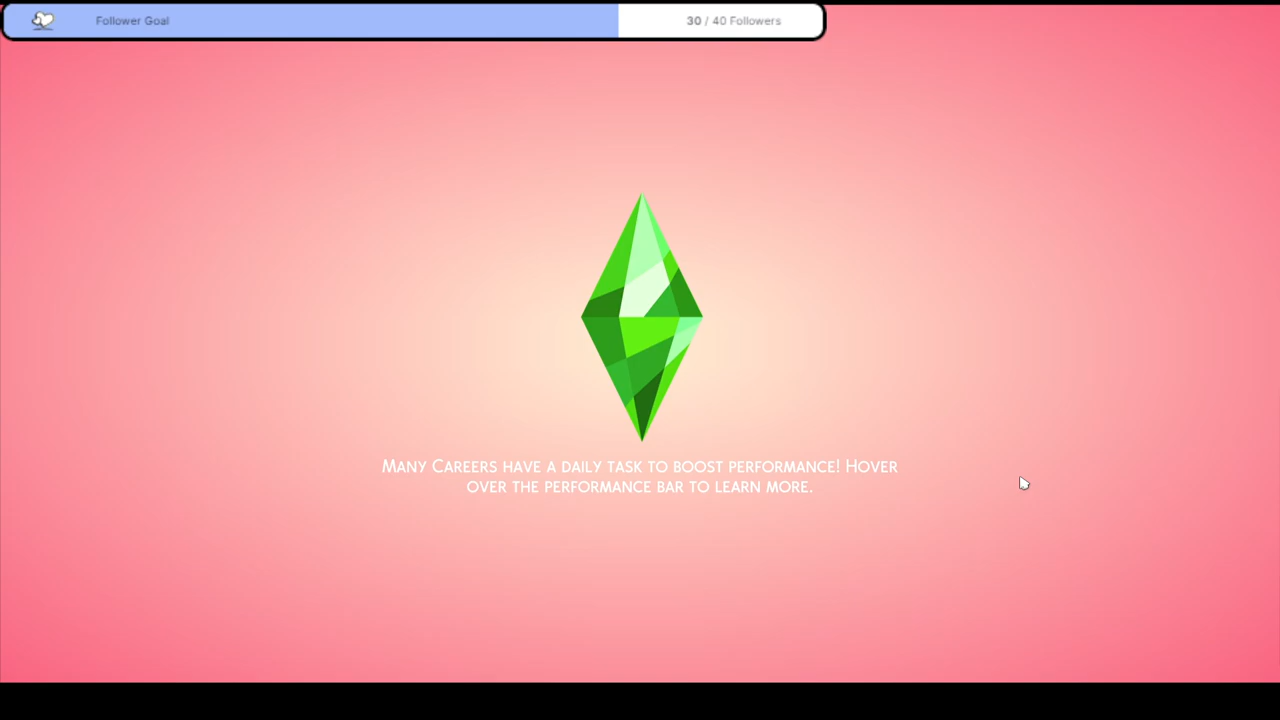 Follower Goal
30 / 40 Followers
MANY CAREERS HAVE A DAILY TASK TO BOOST PERFORMANCE! HOVER
OVER THE PERFORMANCE BAR TO LEARN MORE.